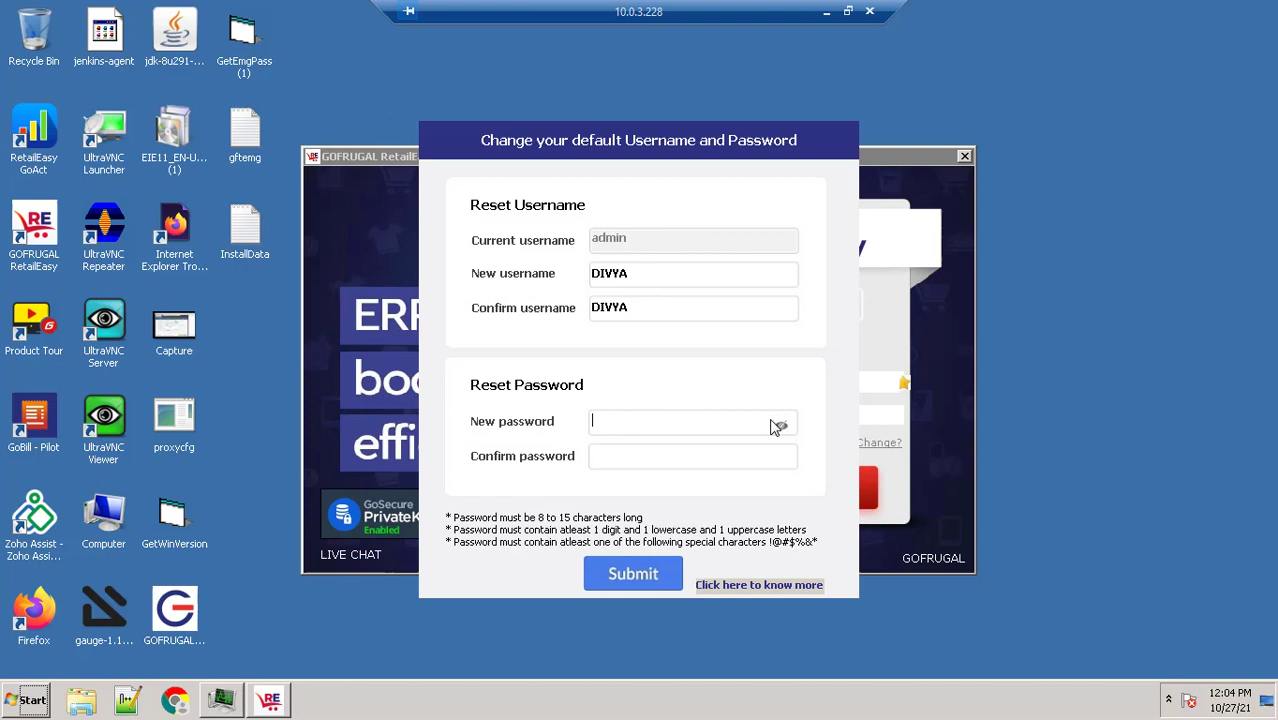 10.0.3.228
Recycle Bin
jenkins-agent
jdk-8u291-...
GetEmgPass
(1)
RetailEasy
GoAct
UltraVNC
Launcher
EIE11_EN-U...
(1)
gftemg
GOFRUGAL
RetailEasy
UltraVNC
Repeater
Internet
Explorer Tro...
InstallData
Product Tour
UltraVNC
Server
Capture
GoBill - Pilot
UltraVNC
Viewer
proxycfg
Zoho Assist -
Zoho Assi...
Computer
GetWinVersion
Firefox
gauge-1.1...
GOFRUGAL...
GOFRUGAL RetailE
Change your default Username and Password
Reset Username
Current username
admin
New username
DIVYA
Confirm username
DIVYA
Reset Password
New password
Confirm password
* Password must be 8 to 15 characters long
* Password must contain atleast 1 digit and 1 lowercase and 1 uppercase letters
* Password must contain atleast one of the following special characters !@#$%&*
Submit
Click here to know more
ERP
boo
effi
GoSecure
PrivateK
Enabled
LIVE CHAT
y
Change?
GOFRUGAL
Start
12:04 PM
10/27/21